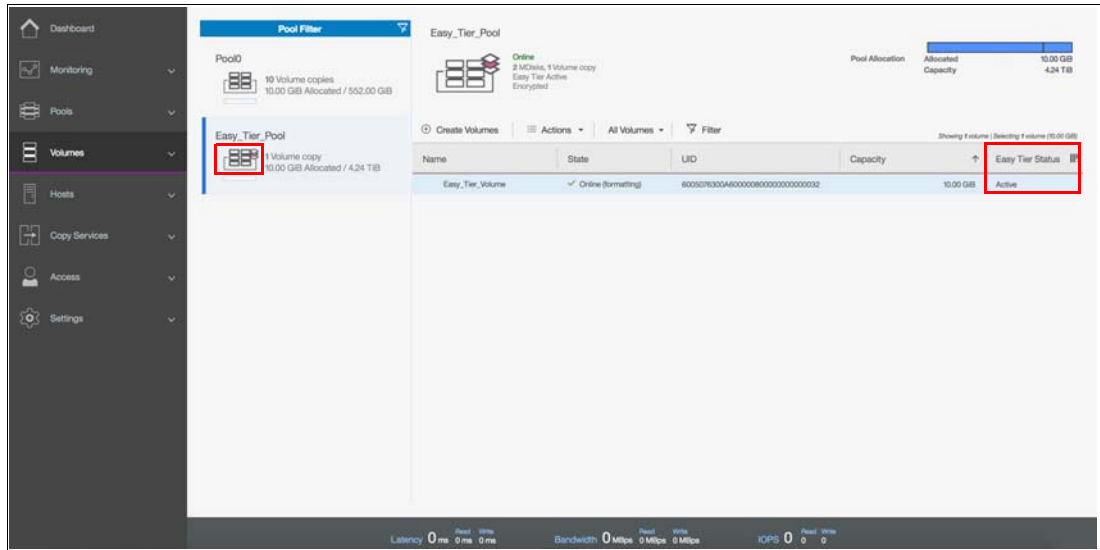 Dashboard
Monitoring
Pools
Volumes
Hosts
Copy Services
Access
Settings
Pool Filter
Pool0
10 Volume copies
10.00 GiB Allocated / 552.00 GiB
Easy_Tier_Pool
1 Volume copy
10.00 GiB Allocated / 4.24 TiB
Easy_Tier_Pool
Online
2 MDisks, 1 Volume copy
Easy Tier Active
Encrypted
Pool Allocation
Allocated 10.00 GiB
Capacity 4.24 TiB
Create Volumes Actions All Volumes Filter
Showing 1 volume | Selecting 1 volume (10.00 GiB)
Name State UID Capacity Easy Tier Status
Easy_Tier_Volume Online (formatting) 10.00 GiB Active
Latency 0 ms Read 0 ms Write 0 ms
Bandwidth 0 MBps Read 0 MBps Write 0 MBps
IOPS 0 Read 0 Write 0